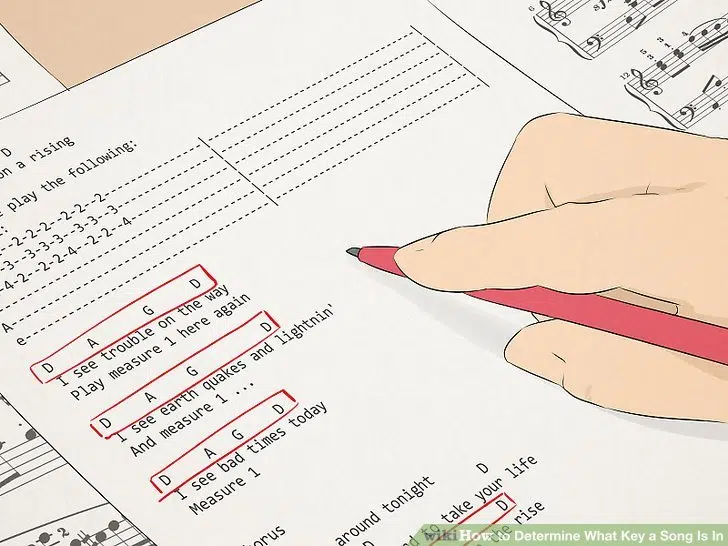 D
on a rising
play the following:
2-2-2--2-2-2--2
3--3-3-3--3-3--3
4-2--2-2-4--2-2--4
A
e
D A G D
I see trouble on the way
Play measure 1 here again
D A G D
I see earth quakes and lightnin'
And measure 1 ...
D A G D
I see bad times today
Measure 1
D
around tonight
take your life
D
the rise
12
wikiHow to Determine What Key a Song Is In